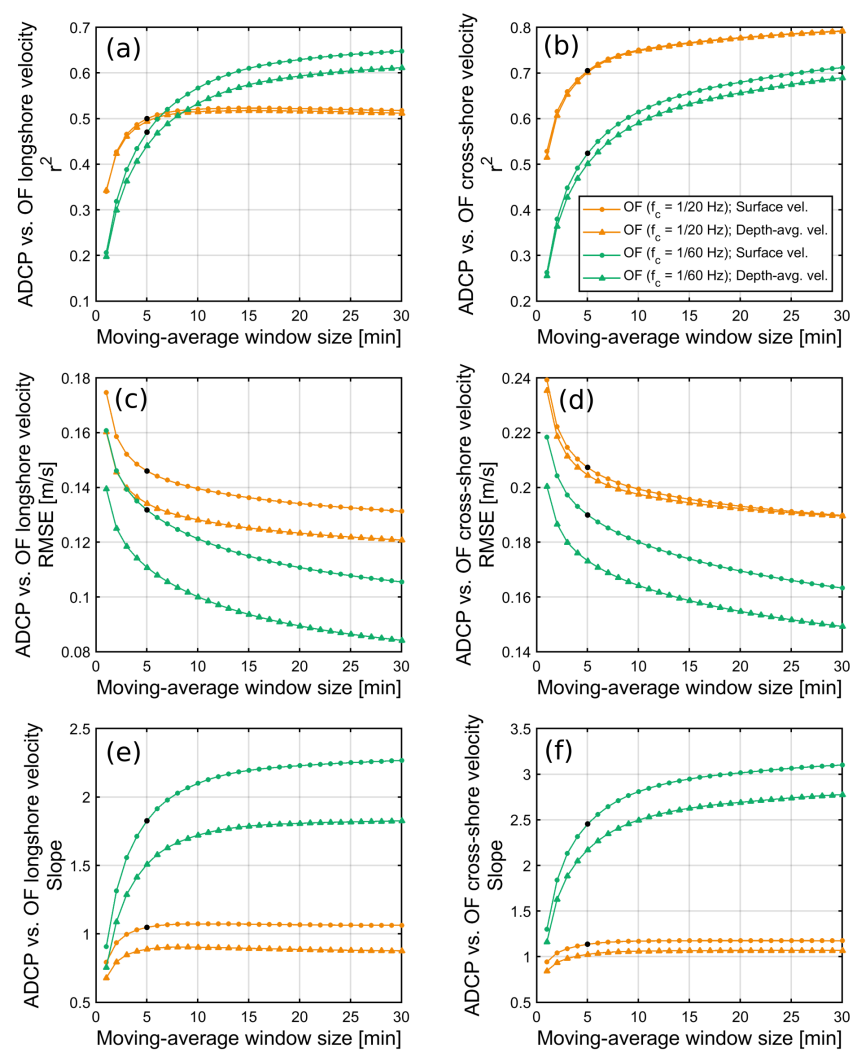 (a)
ADCP vs. OF longshore velocity
r²
0.7
0.6
0.5
0.4
0.3
0.2
0.1
0 5 10 15 20 25 30
Moving-average window size [min]
(b)
ADCP vs. OF cross-shore velocity
r²
0.8
0.7
0.6
0.5
0.4
0.3
0.2
OF (f_c = 1/20 Hz); Surface vel.
OF (f_c = 1/20 Hz); Depth-avg. vel.
OF (f_c = 1/60 Hz); Surface vel.
OF (f_c = 1/60 Hz); Depth-avg. vel.
0 5 10 15 20 25 30
Moving-average window size [min]
(c)
ADCP vs. OF longshore velocity
RMSE [m/s]
0.18
0.16
0.14
0.12
0.1
0.08
0 5 10 15 20 25 30
Moving-average window size [min]
(d)
ADCP vs. OF cross-shore velocity
RMSE [m/s]
0.24
0.22
0.2
0.18
0.16
0.14
0 5 10 15 20 25 30
Moving-average window size [min]
(e)
ADCP vs. OF longshore velocity
Slope
2.5
2
1.5
1
0.5
0 5 10 15 20 25 30
Moving-average window size [min]
(f)
ADCP vs. OF cross-shore velocity
Slope
3.5
3
2.5
2
1.5
1
0.5
0 5 10 15 20 25 30
Moving-average window size [min]